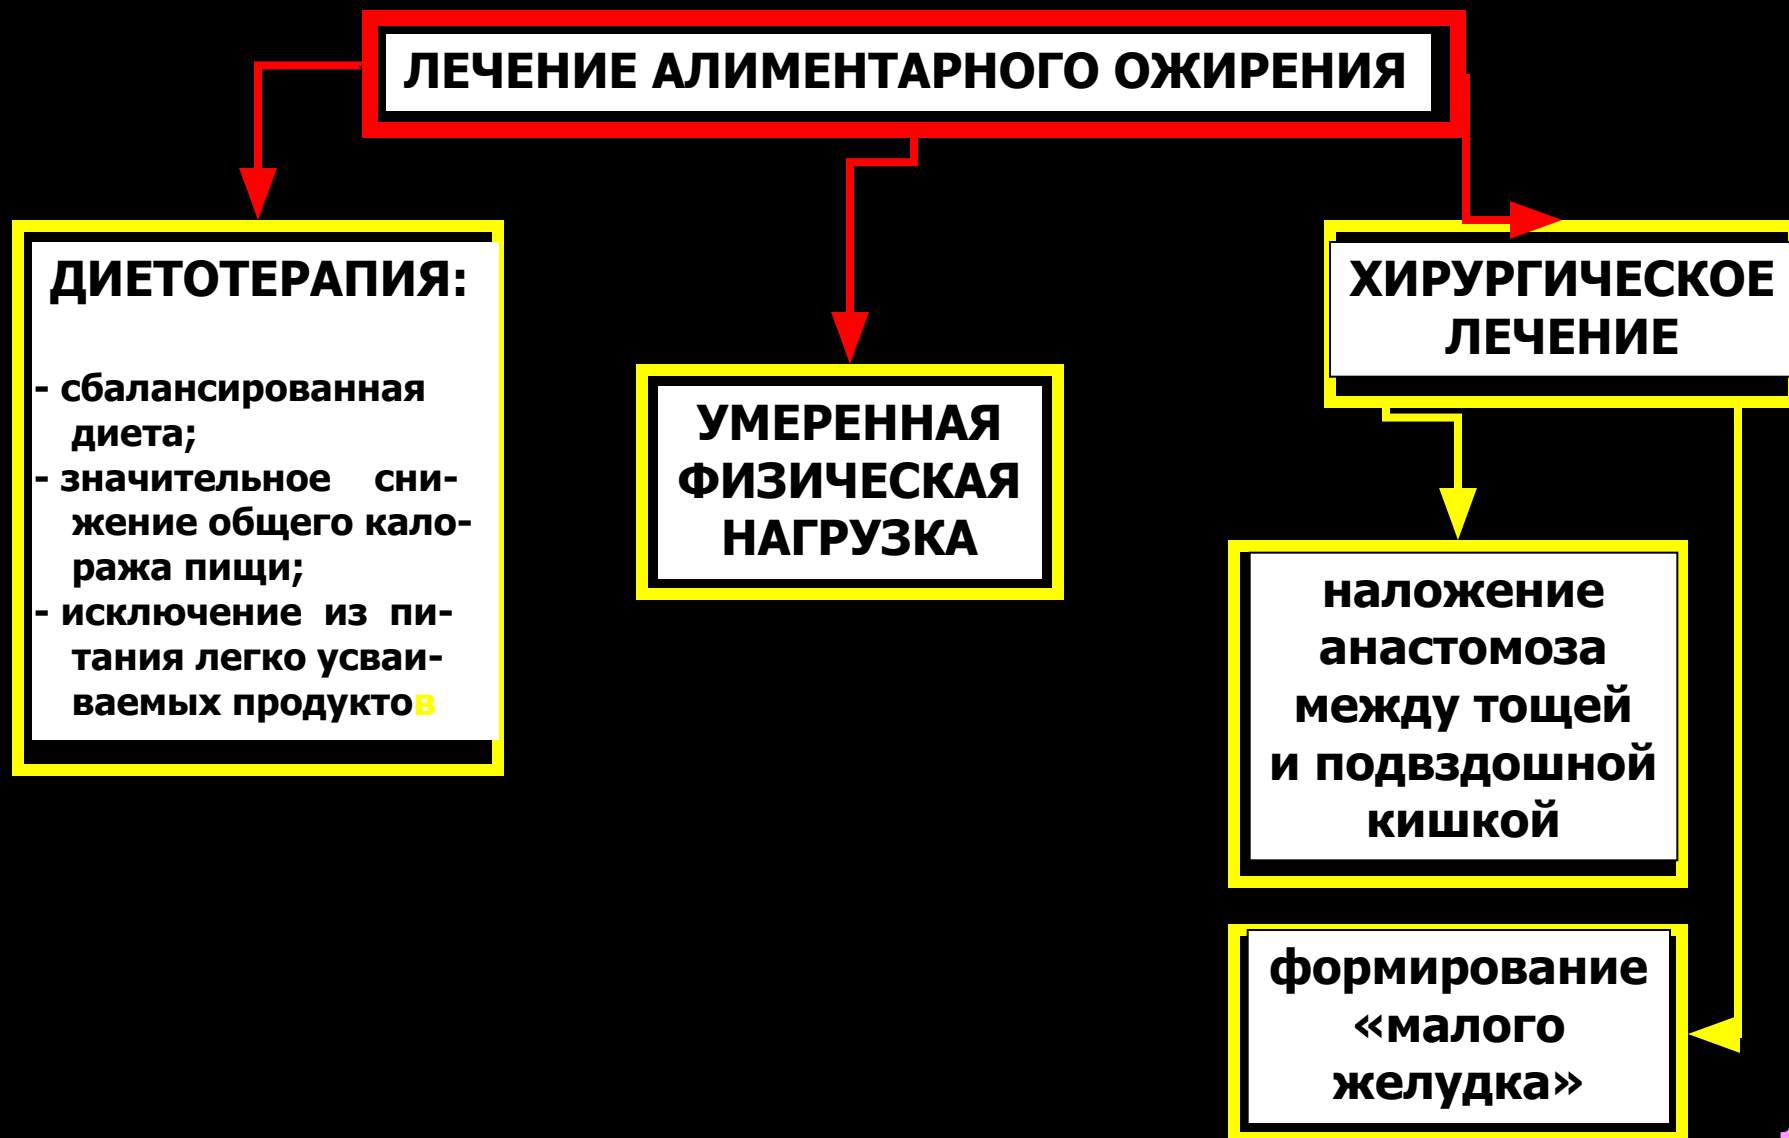 ЛЕЧЕНИЕ АЛИМЕНТАРНОГО ОЖИРЕНИЯ
ДИЕТОТЕРАПИЯ:
- сбалансированная
диета;
- значительное сни-
жение общего кало-
ража пищи;
- исключение из пи-
тания легко усваи-
ваемых продуктов
УМЕРЕННАЯ
ФИЗИЧЕСКАЯ
НАГРУЗКА
ХИРУРГИЧЕСКОЕ
ЛЕЧЕНИЕ
наложение
анастомоза
между тощей
и подвздошной
кишкой
формирование
«малого
желудка»